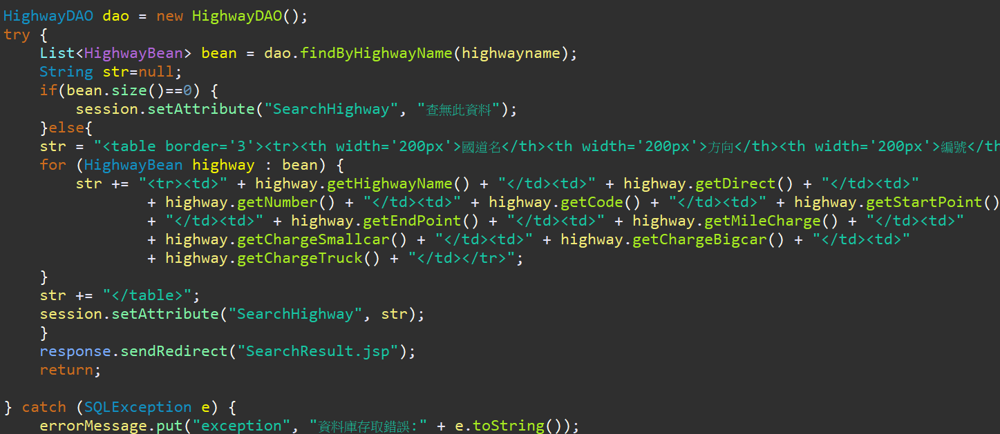 HighwayDAO dao = new HighwayDAO();
try {
    List<HighwayBean> bean = dao.findByHighwayName(highwayname);
    String str=null;
    if(bean.size()==0) {
        session.setAttribute("SearchHighway", "查無此資料");
    }else{
    str = "<table border='3'><tr><th width='200px'>國道名</th><th width='200px'>方向</th><th width='200px'>編號</th
    for (HighwayBean highway : bean) {
        str += "<tr><td>" + highway.getHighwayName() + "</td><td>" + highway.getDirect() + "</td><td>"
                + highway.getNumber() + "</td><td>" + highway.getCode() + "</td><td>" + highway.getStartPoint()
                + "</td><td>" + highway.getEndPoint() + "</td><td>" + highway.getMileCharge() + "</td><td>"
                + highway.getChargeSmallcar() + "</td><td>" + highway.getChargeBigcar() + "</td><td>"
                + highway.getChargeTruck() + "</td></tr>";
    }
    str += "</table>";
    session.setAttribute("SearchHighway", str);
    }
    response.sendRedirect("SearchResult.jsp");
    return;

} catch (SQLException e) {
    errorMessage.put("exception", "資料庫存取錯誤:" + e.toString());